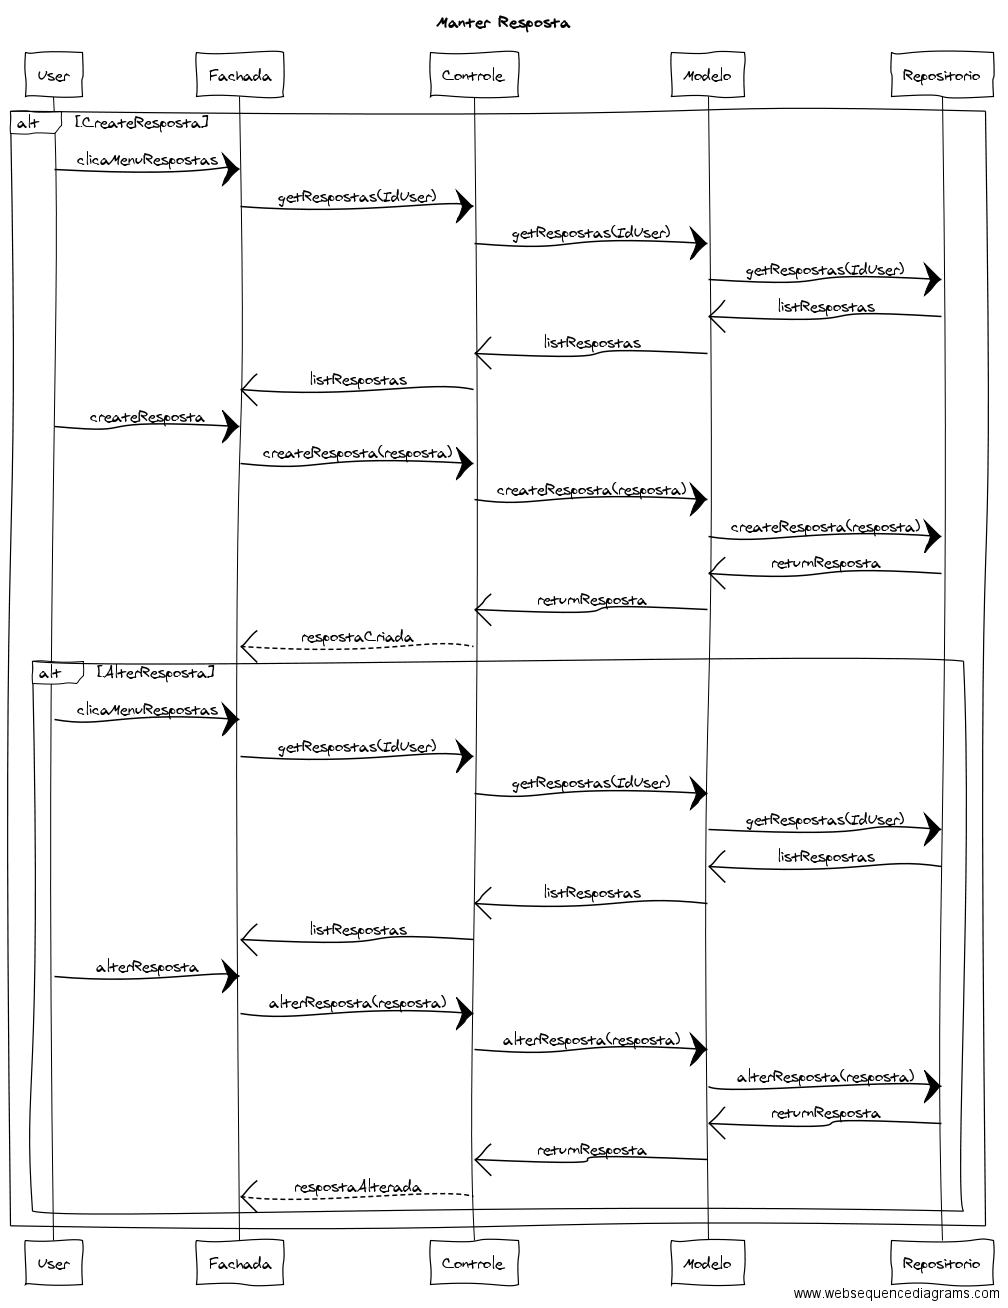 Manter Resposta
User Fachada Controle Modelo Repositorio
alt [CreateResposta]
clicaMenuRespostas
getRespostas(IdUser)
getRespostas(IdUser)
getRespostas(IdUser)
listRespostas
listRespostas
listRespostas
createResposta
createResposta(resposta)
createResposta(resposta)
createResposta(resposta)
returnResposta
returnResposta
respostaCriada
alt [AlterResposta]
clicaMenuRespostas
getRespostas(IdUser)
getRespostas(IdUser)
getRespostas(IdUser)
listRespostas
listRespostas
listRespostas
alterResposta
alterResposta(resposta)
alterResposta(resposta)
alterResposta(resposta)
returnResposta
returnResposta
respostaAlterada
User Fachada Controle Modelo Repositorio
www.websequencediagrams.com